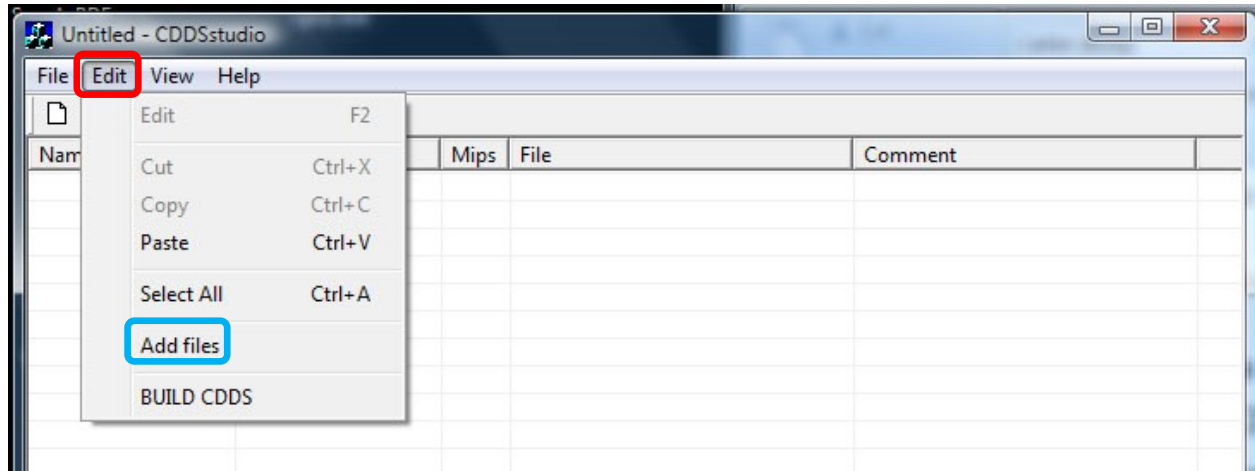 Untitled - CDDSstudio
File Edit View Help
Nam Mips File Comment
Edit F2
Cut Ctrl+X
Copy Ctrl+C
Paste Ctrl+V
Select All Ctrl+A
Add files
BUILD CDDS